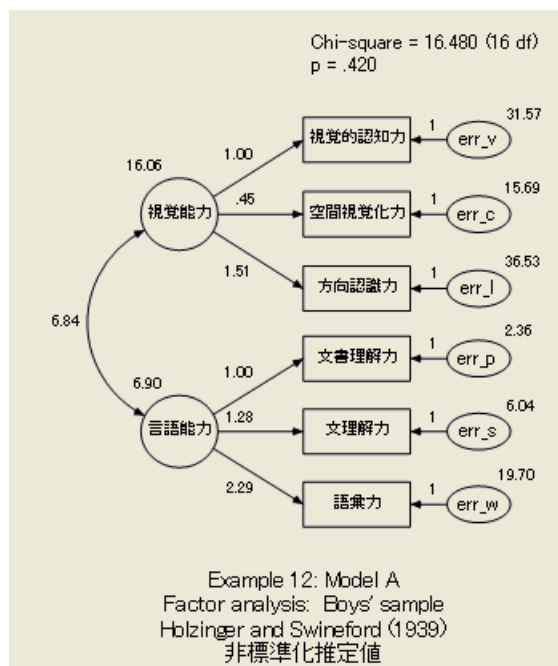 Chi-square = 16.480 (16 df)
p = .420
31.57
視覚的認知力
1
err_v
16.06
1.00
視覚能力
.45
空間視覚化力
1
err_c
15.69
1.51
方向認識力
1
err_l
36.53
6.84
6.90
1.00
文書理解力
1
err_p
2.36
言語能力
1.28
文理解力
1
err_s
6.04
2.29
語彙力
1
err_w
19.70
Example 12: Model A
Factor analysis: Boys' sample
Holzinger and Swineford (1939)
非標準化推定値